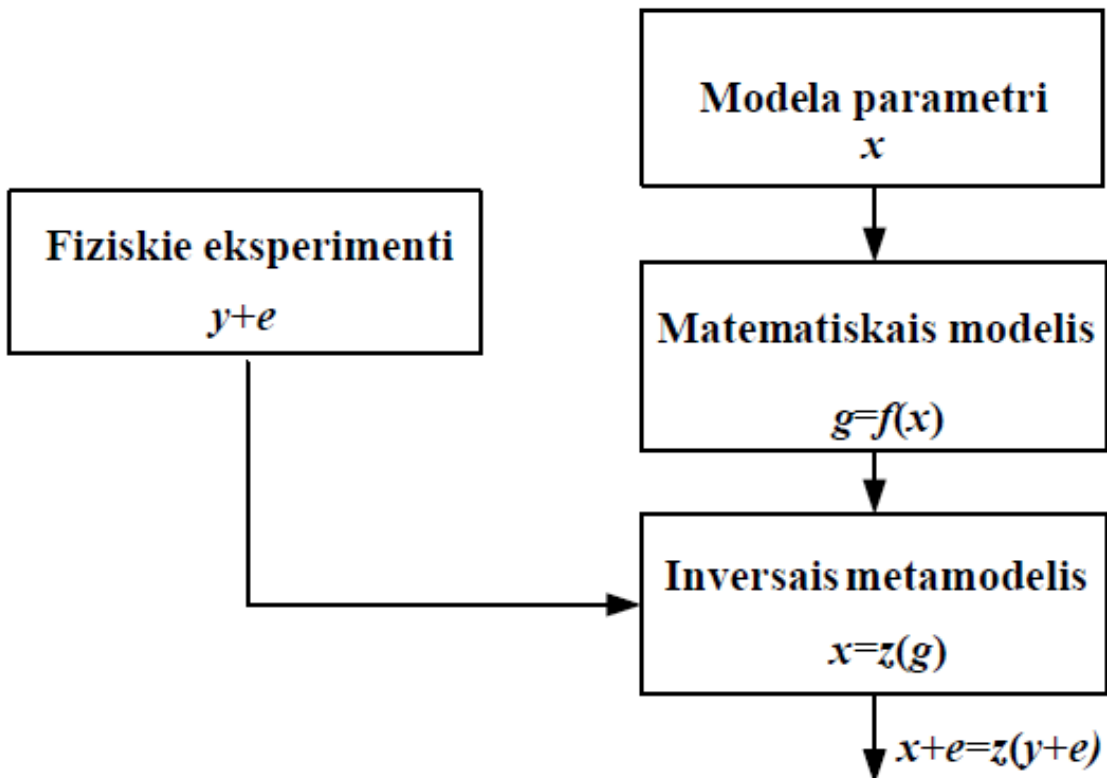 Modela parametri
x
Fiziskie eksperimenti
y+e
Matematiskais modelis
g=f(x)
Inversais metamodelis
x=z(g)
x+e=z(y+e)